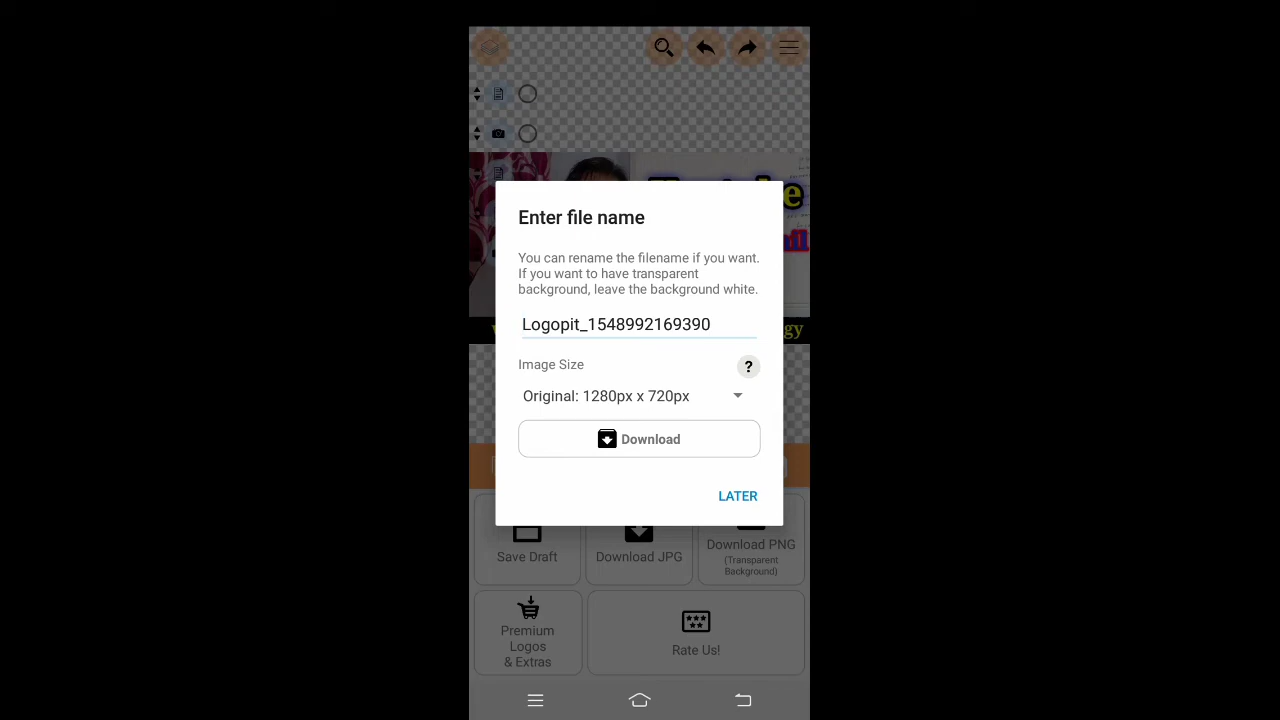 Enter file name
You can rename the filename if you want.
If you want to have transparent
background, leave the background white.
Logopit_1548992169390
Image Size
?
Original: 1280px x 720px
Download
LATER
Save Draft
Download JPG
Download PNG
(Transparent
Background)
Premium
Logos
& Extras
Rate Us!